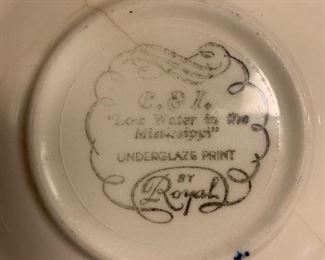 C. & I.
"Low Water in the
Mississippi"
UNDERGLAZE PRINT
BY
Royal